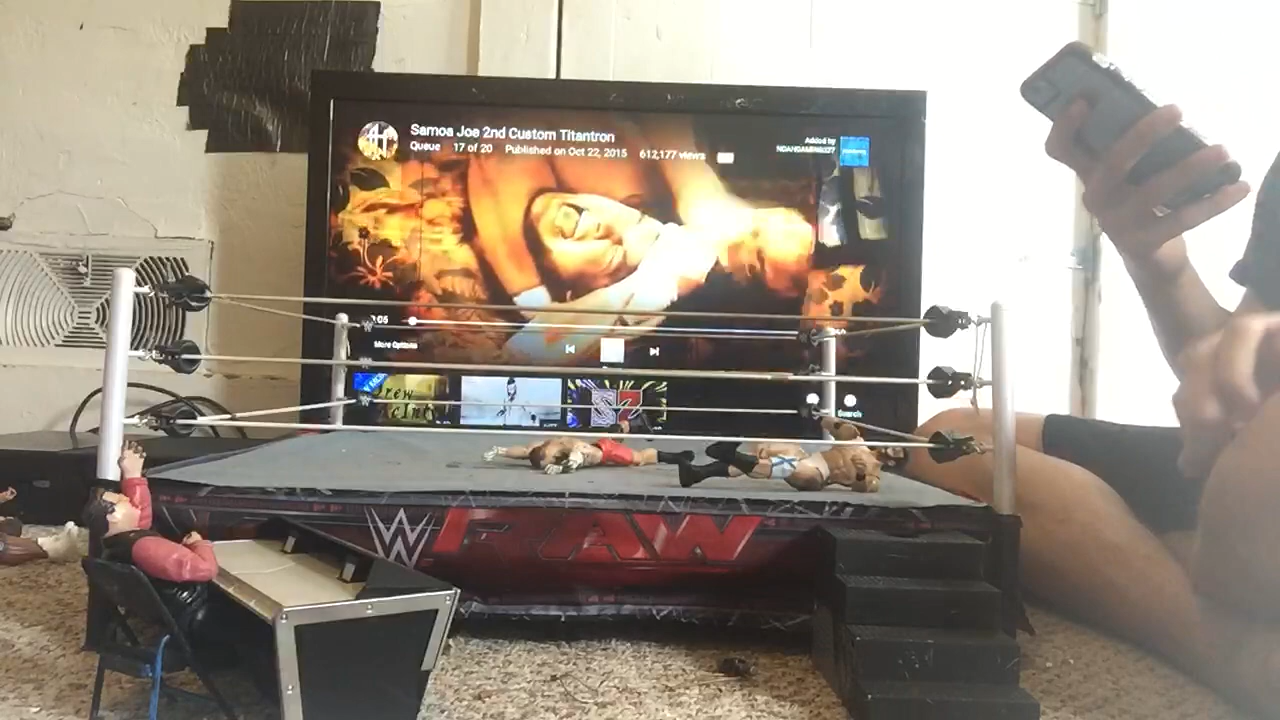 Samoa Joe 2nd Custom Titantron
Queue 17 of 20 Published on Oct 22, 2015 612,177 views
Added by
More Options
Search
W RAW